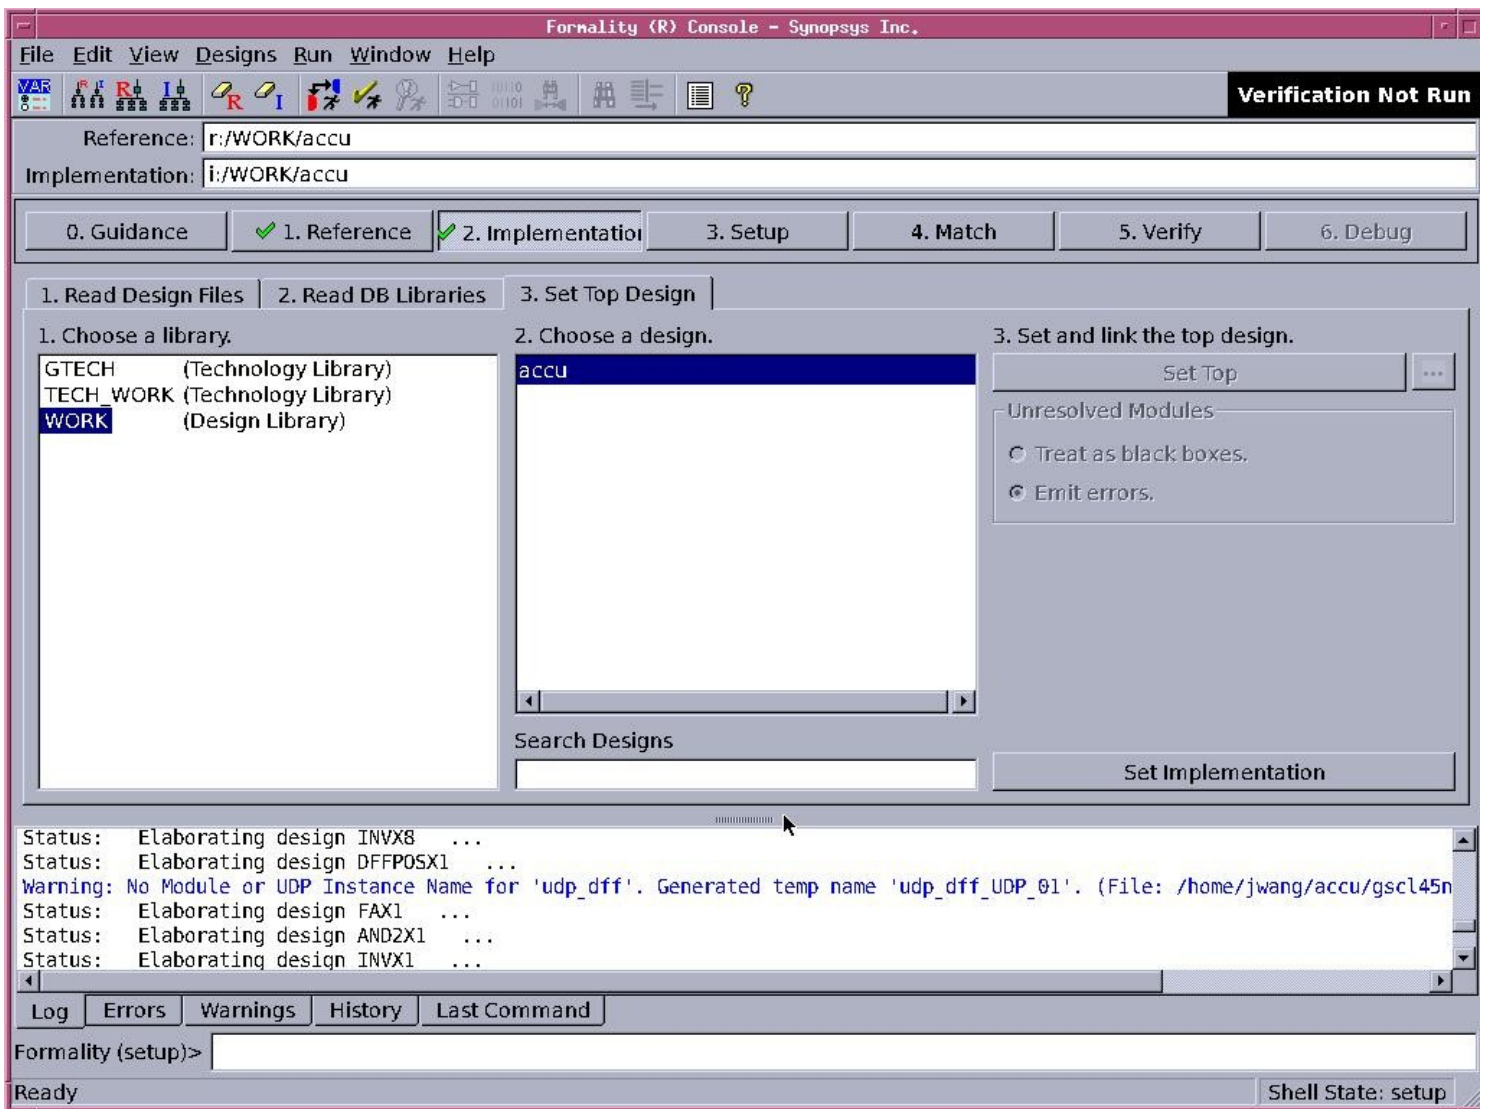 Formality (R) Console - Synopsys Inc.
File Edit View Designs Run Window Help
VAR R I R I R I Verification Not Run
Reference: r:/WORK/accu
Implementation: i:/WORK/accu
0. Guidance 1. Reference 2. Implementation 3. Setup 4. Match 5. Verify 6. Debug
1. Read Design Files 2. Read DB Libraries 3. Set Top Design
1. Choose a library. 2. Choose a design. 3. Set and link the top design.
GTECH (Technology Library) accu Set Top ...
TECH_WORK (Technology Library)
WORK (Design Library)
Unresolved Modules
Treat as black boxes.
Emit errors.
Search Designs
Set Implementation
Status: Elaborating design INVX8 ...
Status: Elaborating design DFFPOSX1 ...
Warning: No Module or UDP Instance Name for 'udp_dff'. Generated temp name 'udp_dff_UDP_01'. (File: /home/jwang/accu/gscl45n
Status: Elaborating design FAX1 ...
Status: Elaborating design AND2X1 ...
Status: Elaborating design INVX1 ...
Log Errors Warnings History Last Command
Formality (setup)>
Ready Shell State: setup